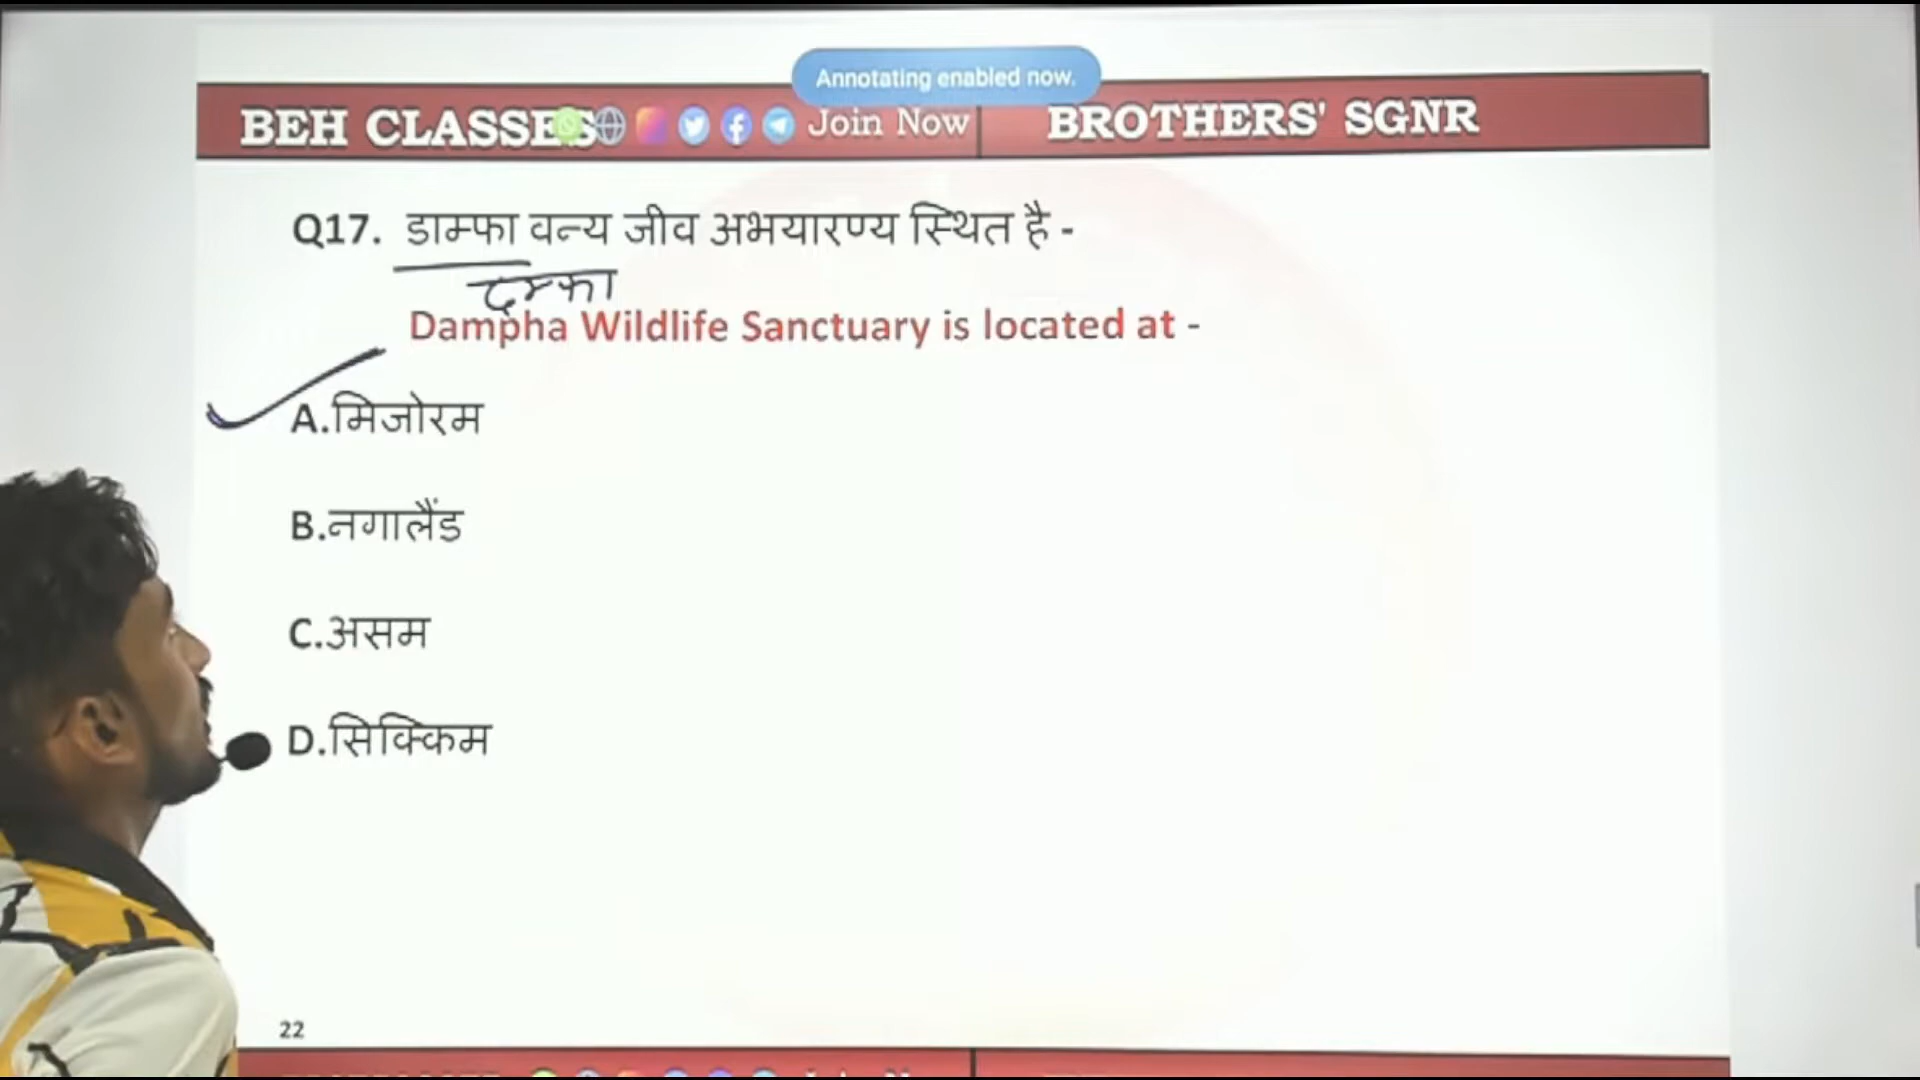 Annotating enabled now.
BEH CLASSES Join Now BROTHERS' SGNR
Q17. डाम्फा वन्य जीव अभयारण्य स्थित है -
दम्फा
Dampha Wildlife Sanctuary is located at -
A.मिजोरम
B.नगालैंड
C.असम
D.सिक्किम
22